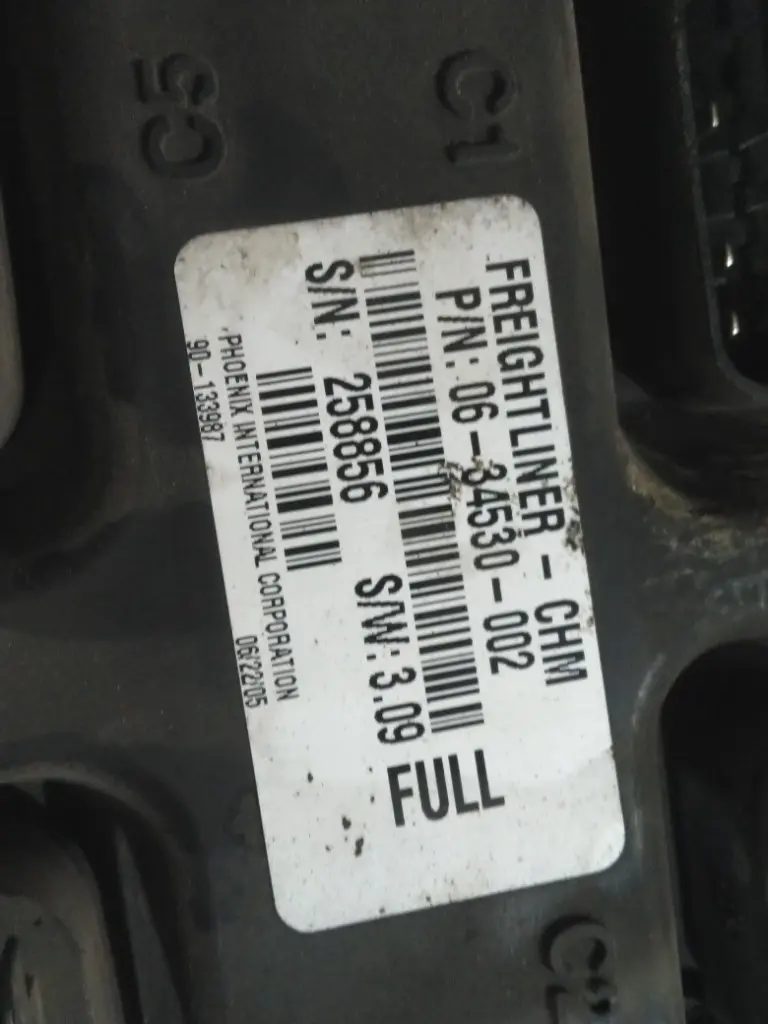 C5
C1
FREIGHTLINER - CHM
P/N: 06-34530-002
S/N: 258856 S/W: 3.09
FULL
PHOENIX INTERNATIONAL CORPORATION
90-133987 06/22/05
C2